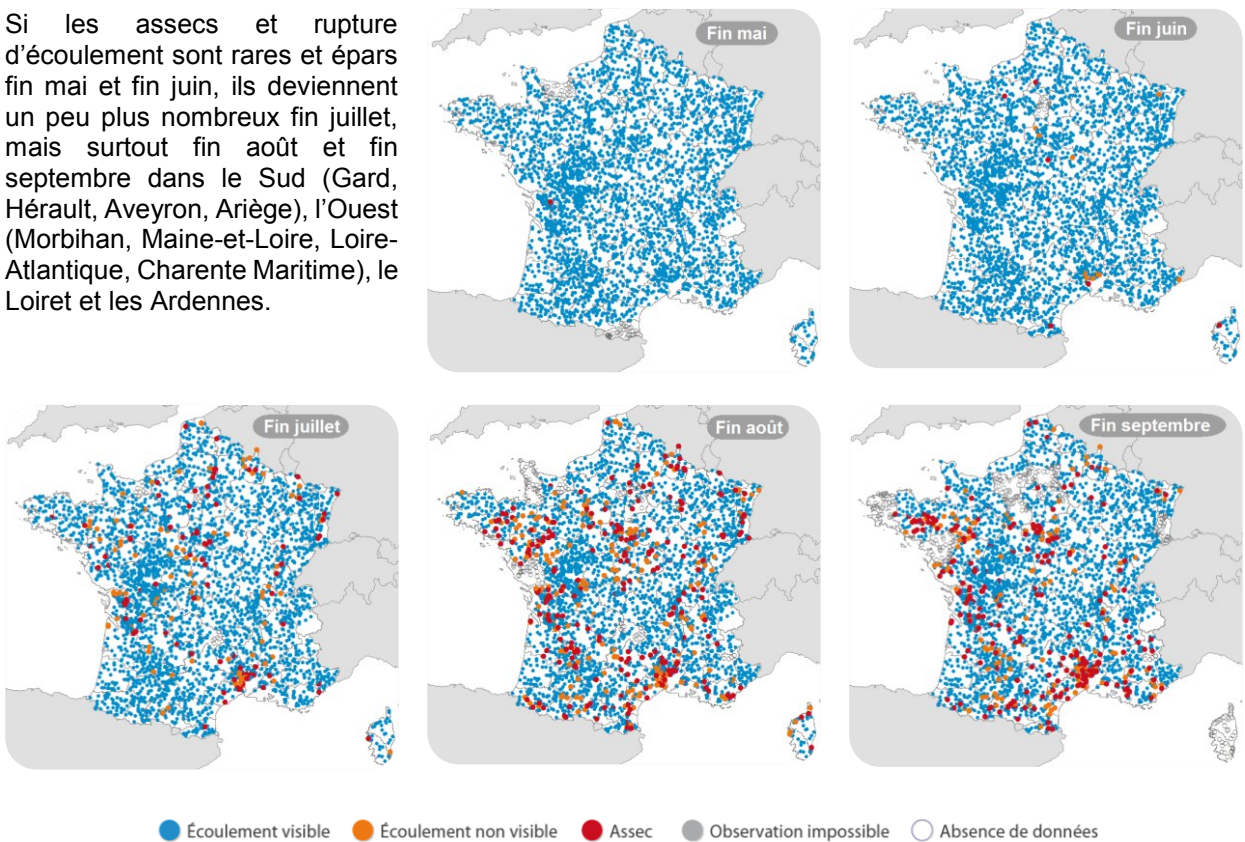 Si les assecs et rupture
d’écoulement sont rares et épars
fin mai et fin juin, ils deviennent
un peu plus nombreux fin juillet,
mais surtout fin août et fin
septembre dans le Sud (Gard,
Hérault, Aveyron, Ariège), l’Ouest
(Morbihan, Maine-et-Loire, Loire-
Atlantique, Charente Maritime), le
Loiret et les Ardennes.
Fin mai
Fin juin
Fin juillet
Fin août
Fin septembre
Écoulement visible
Écoulement non visible
Assec
Observation impossible
Absence de données